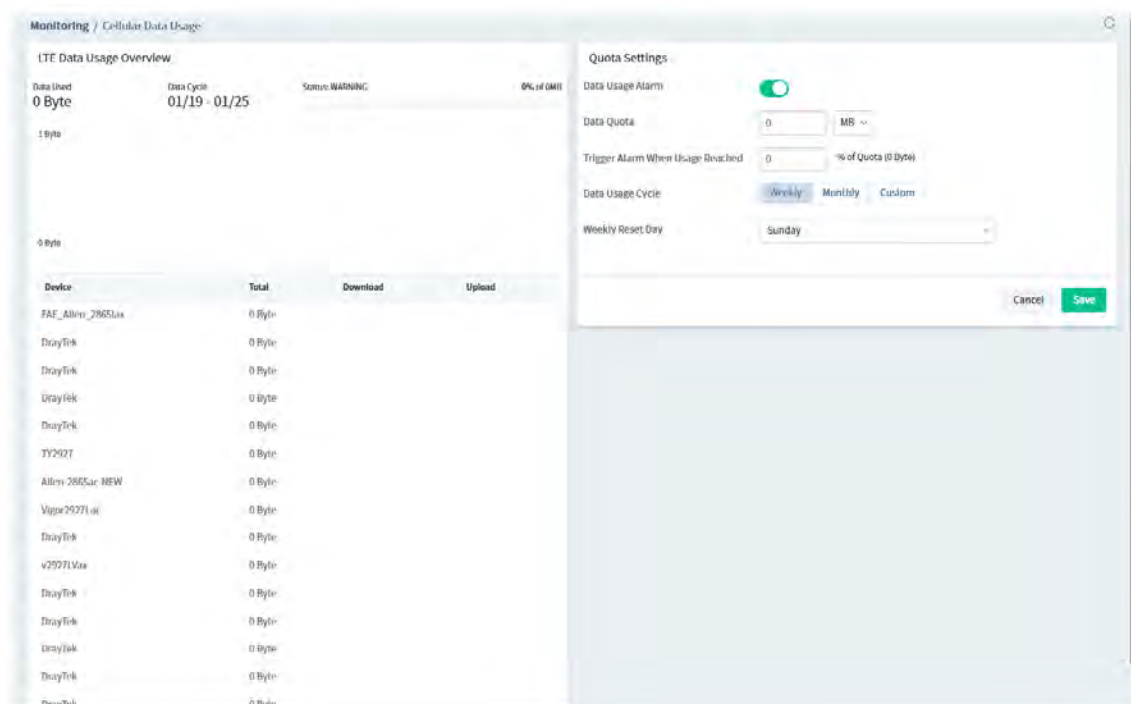 Monitoring / Cellular Data Usage
LTE Data Usage Overview
Data Used
Data Cycle
Status: WARNING
0% of 0MB
0 Byte
01/19 - 01/25
1 Byte
0 Byte
Device Total Download Upload
FAE_Allen_2865Lax 0 Byte
DrayTek 0 Byte
DrayTek 0 Byte
DrayTek 0 Byte
DrayTek 0 Byte
TY2927 0 Byte
Allen-2865ac-NEW 0 Byte
Vigor2927Lac 0 Byte
DrayTek 0 Byte
v2927LVax 0 Byte
DrayTek 0 Byte
DrayTek 0 Byte
DrayTek 0 Byte
DrayTek 0 Byte
DrayTek 0 Byte
Quota Settings
Data Usage Alarm
Data Quota 0 MB
Trigger Alarm When Usage Reached 0 % of Quota (0 Byte)
Data Usage Cycle Weekly Monthly Custom
Weekly Reset Day Sunday
Cancel Save